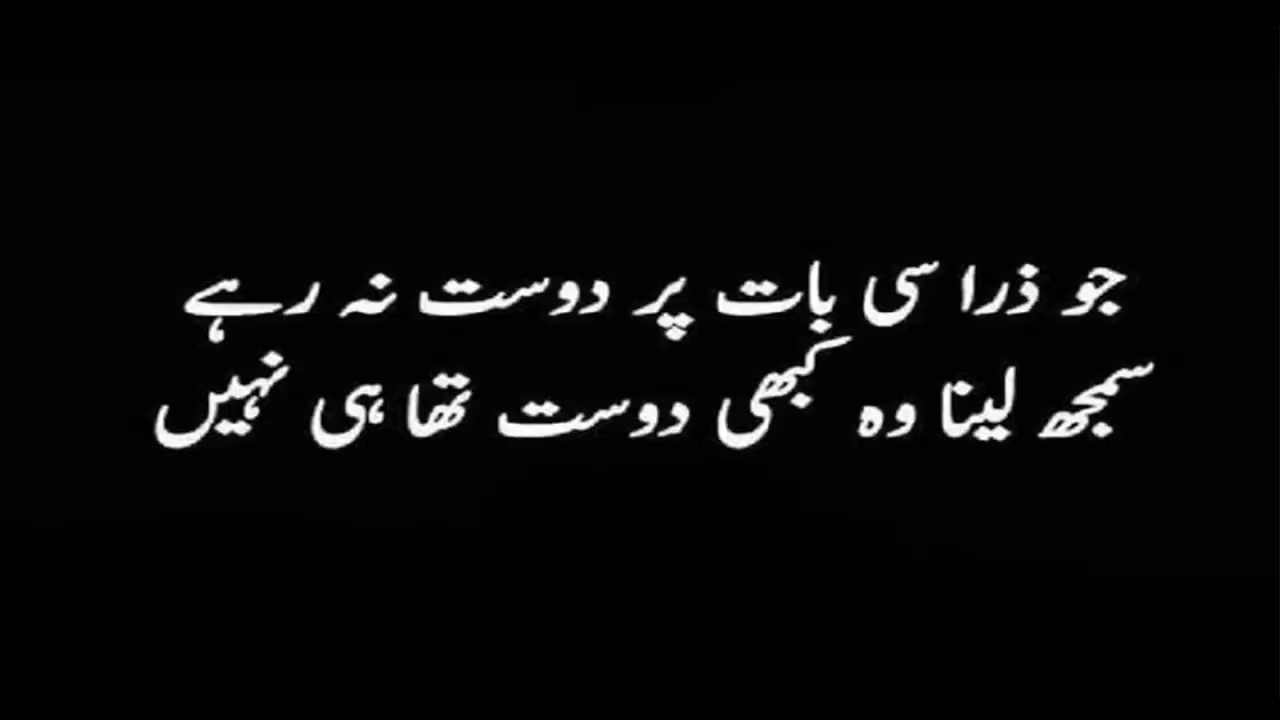 جو ذرا سی بات پر دوست نہ رہے
سمجھ لینا وہ کبھی دوست تھا ہی نہیں